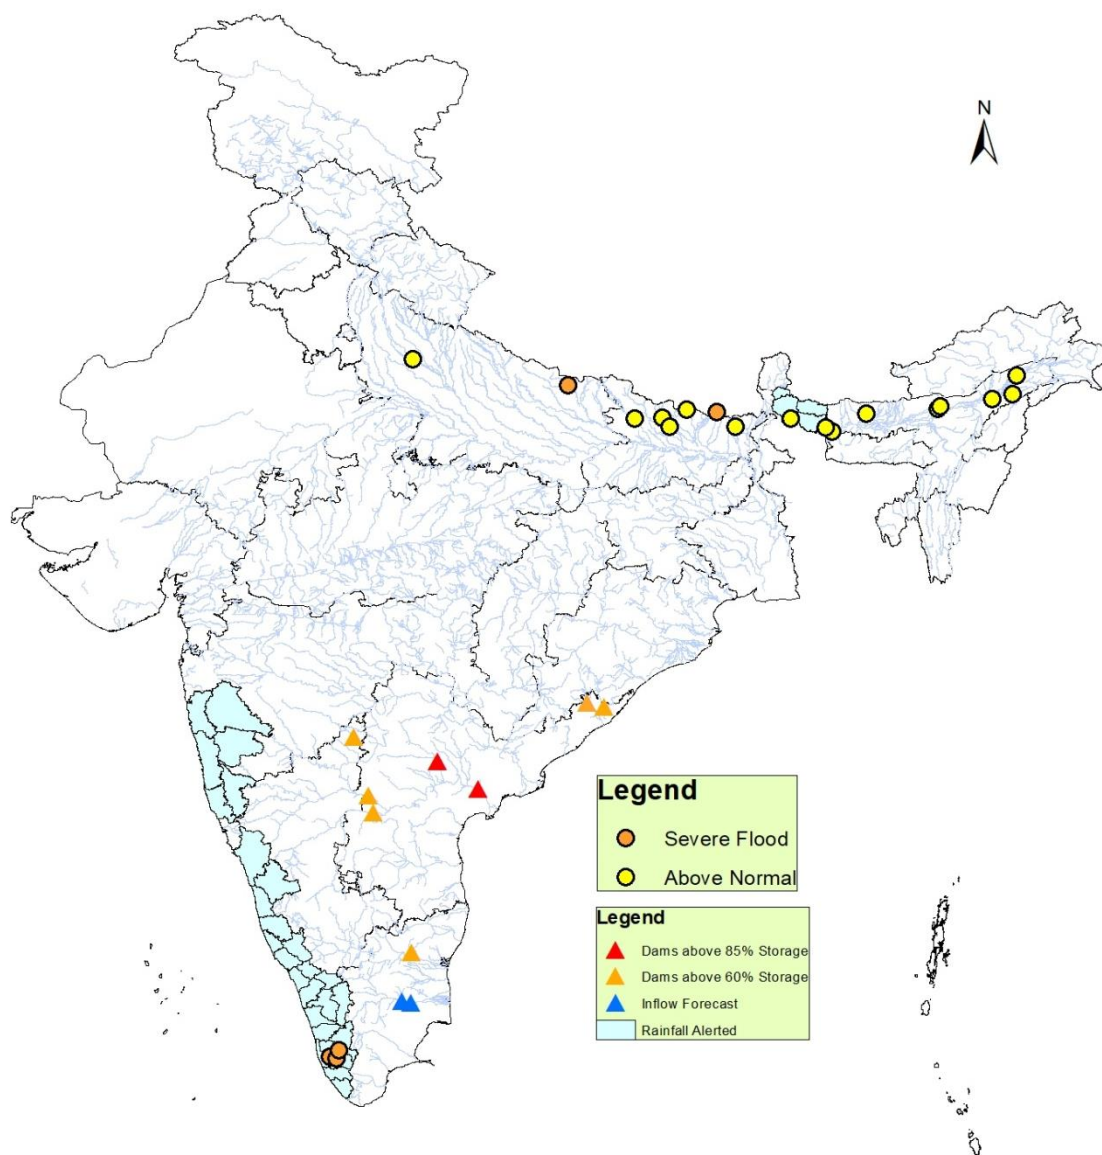 N
Legend
Severe Flood
Above Normal
Legend
Dams above 85% Storage
Dams above 60% Storage
Inflow Forecast
Rainfall Alerted